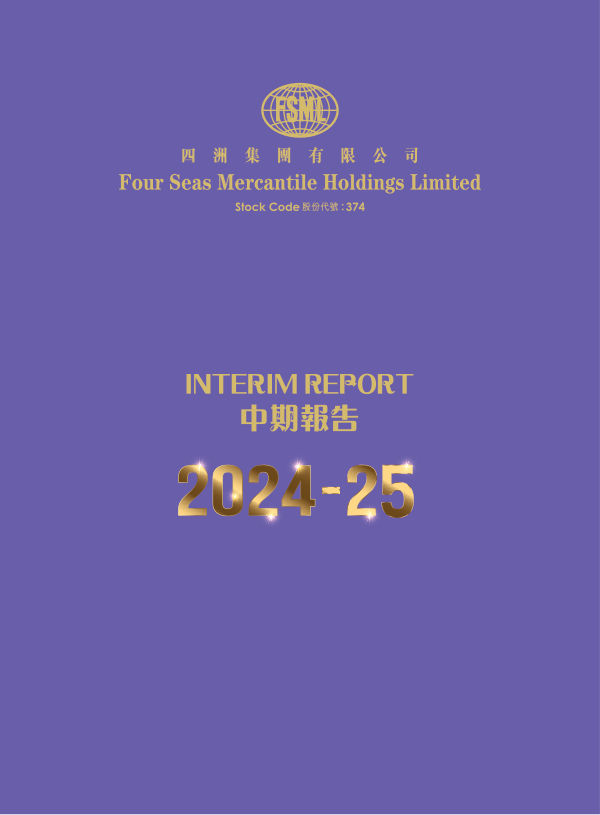 FSML
四洲集團有限公司
Four Seas Mercantile Holdings Limited
Stock Code 股份代號：374
INTERIM REPORT
中期報告
2024-25